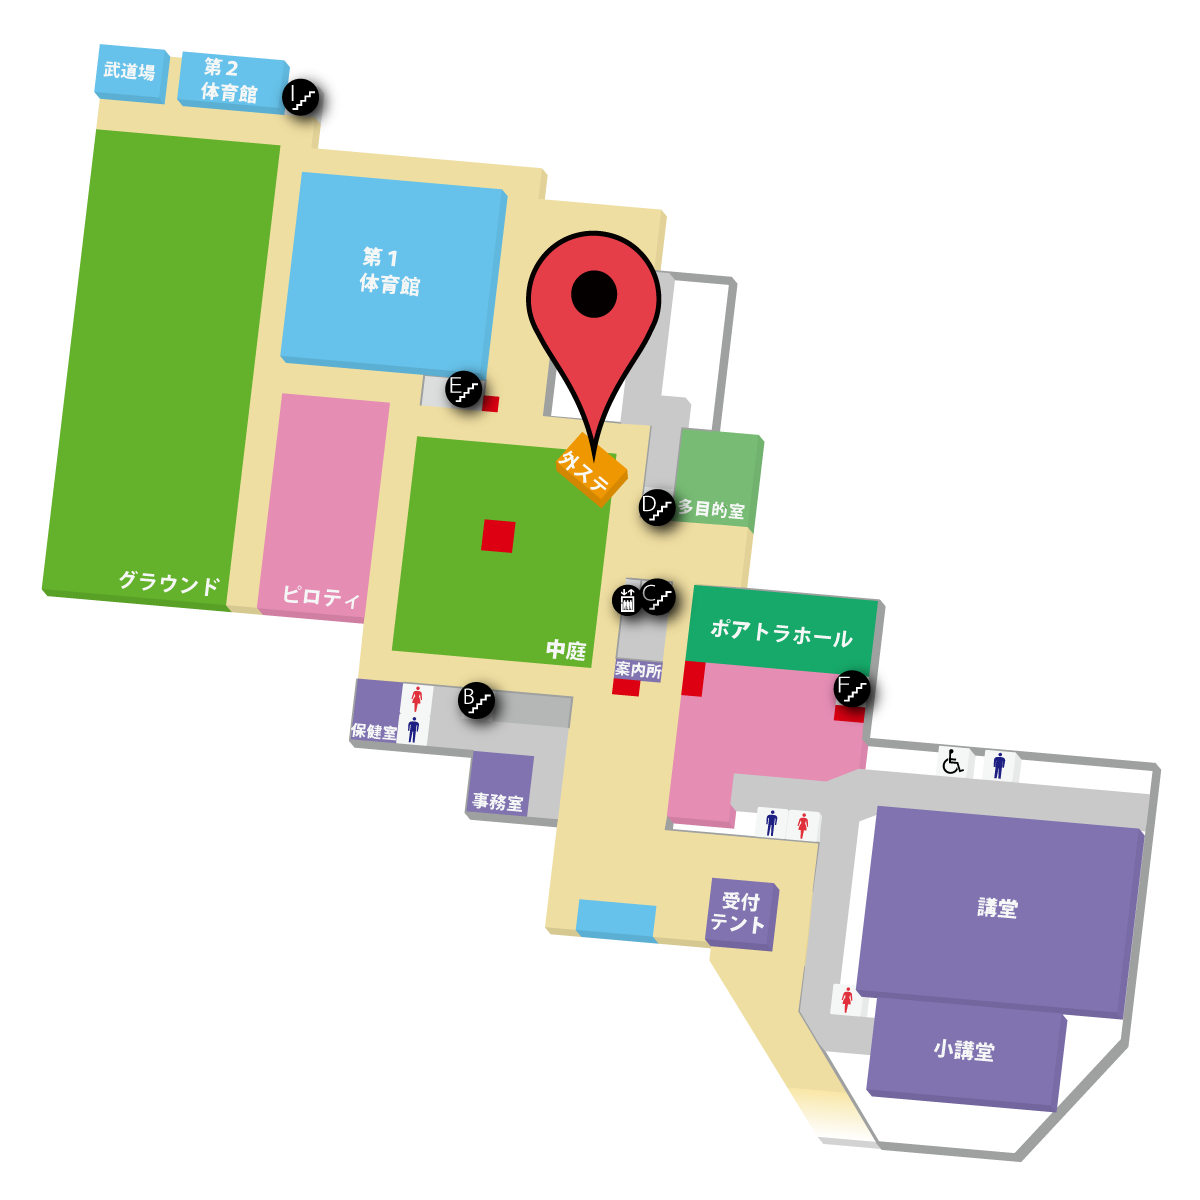 武道場
第2
体育館
I
第1
体育館
E
外ステ
D
多目的室
グラウンド
ピロティ
C
ポアトラホール
中庭
案内所
F
B
保健室
事務室
受付
テント
講堂
小講堂